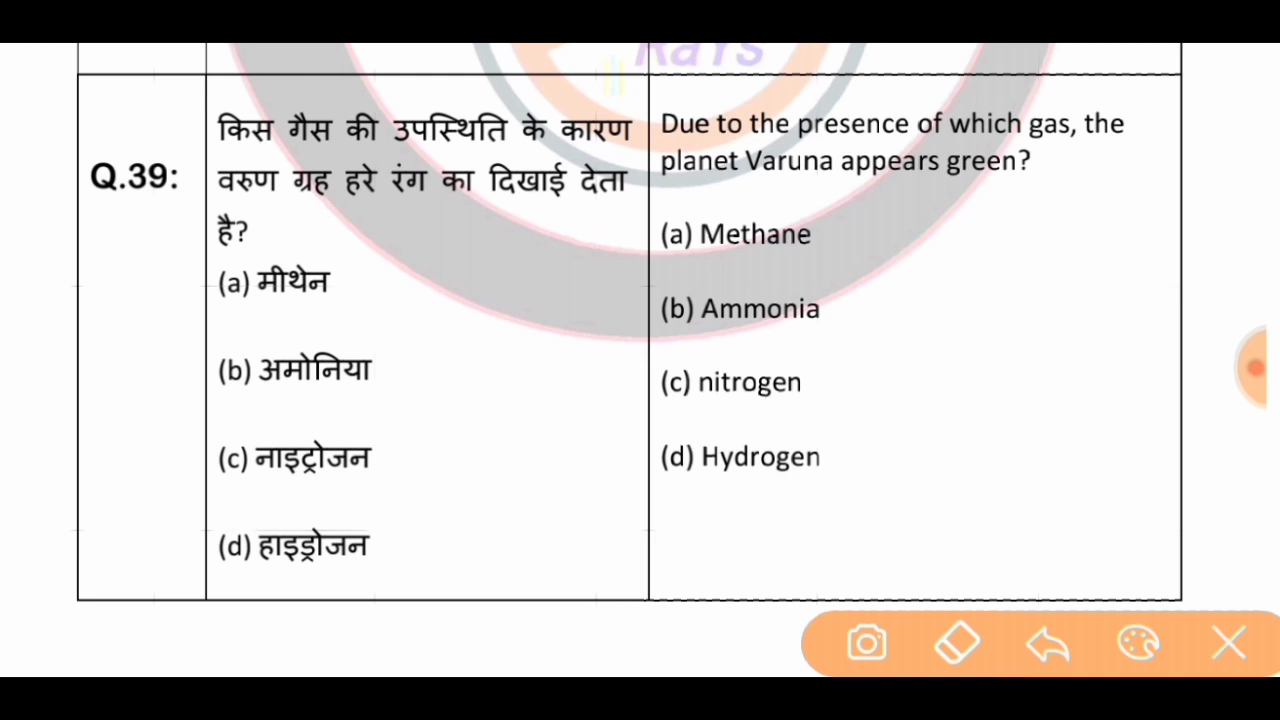 RaYS
Q.39:
किस गैस की उपस्थिति के कारण
वरुण ग्रह हरे रंग का दिखाई देता
है?
(a) मीथेन
(b) अमोनिया
(c) नाइट्रोजन
(d) हाइड्रोजन
Due to the presence of which gas, the
planet Varuna appears green?
(a) Methane
(b) Ammonia
(c) nitrogen
(d) Hydrogen